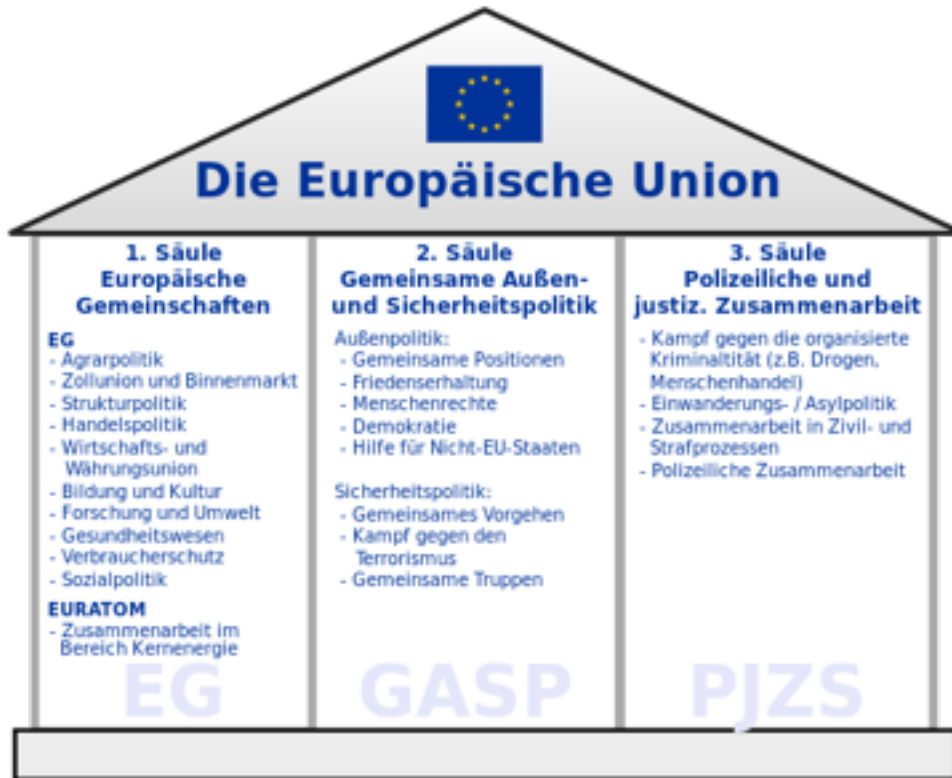 Die Europäische Union
1. Säule
Europäische
Gemeinschaften
EG
- Agrarpolitik
- Zollunion und Binnenmarkt
- Strukturpolitik
- Handelspolitik
- Wirtschafts- und
Währungsunion
- Bildung und Kultur
- Forschung und Umwelt
- Gesundheitswesen
- Verbraucherschutz
- Sozialpolitik
EURATOM
- Zusammenarbeit im
Bereich Kernenergie
EG
2. Säule
Gemeinsame Außen-
und Sicherheitspolitik
Außenpolitik:
- Gemeinsame Positionen
- Friedenserhaltung
- Menschenrechte
- Demokratie
- Hilfe für Nicht-EU-Staaten
Sicherheitspolitik:
- Gemeinsames Vorgehen
- Kampf gegen den
Terrorismus
- Gemeinsame Truppen
GASP
3. Säule
Polizeiliche und
justiz. Zusammenarbeit
- Kampf gegen die organisierte
Kriminaltität (z.B. Drogen,
Menschenhandel)
- Einwanderungs- / Asylpolitik
- Zusammenarbeit in Zivil- und
Strafprozessen
- Polizeiliche Zusammenarbeit
PJZS